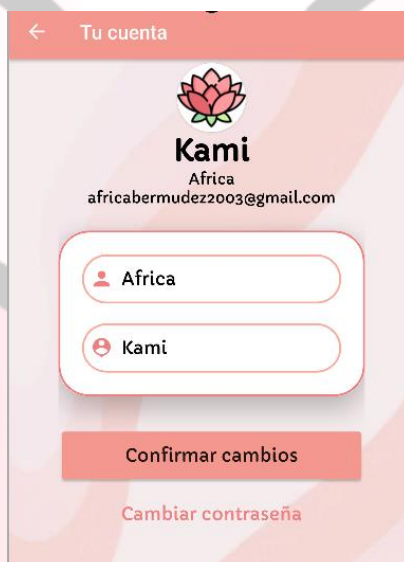 Tu cuenta
Kami
Africa
africabermudez2003@gmail.com
Africa
Kami
Confirmar cambios
Cambiar contraseña